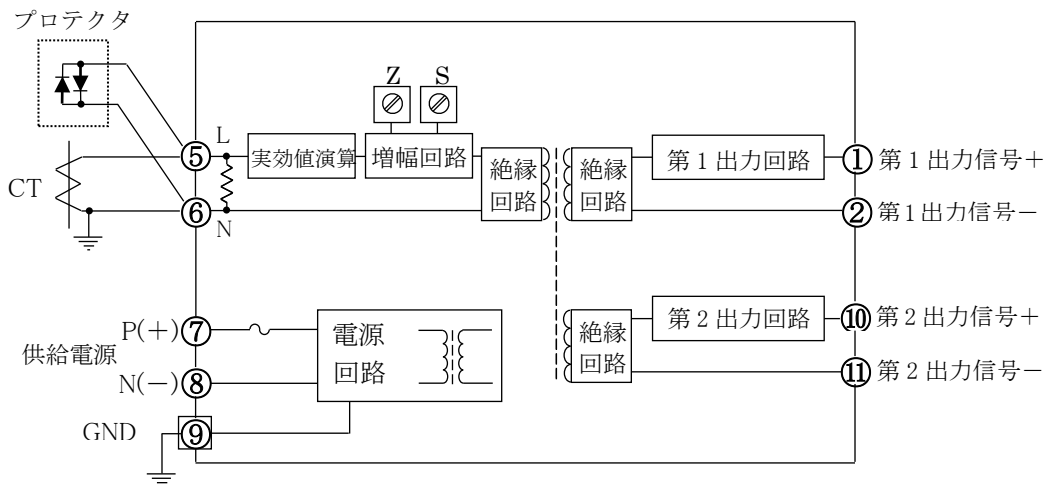 プロテクタ
Z S
⑤ L 実効値演算 増幅回路 絶縁回路 絶縁回路 第1出力回路 ① 第1出力信号+
CT
⑥ N ② 第1出力信号-
P(+) ⑦ 電源回路 絶縁回路 第2出力回路 ⑩ 第2出力信号+
供給電源
N(-) ⑧ ⑪ 第2出力信号-
GND ⑨